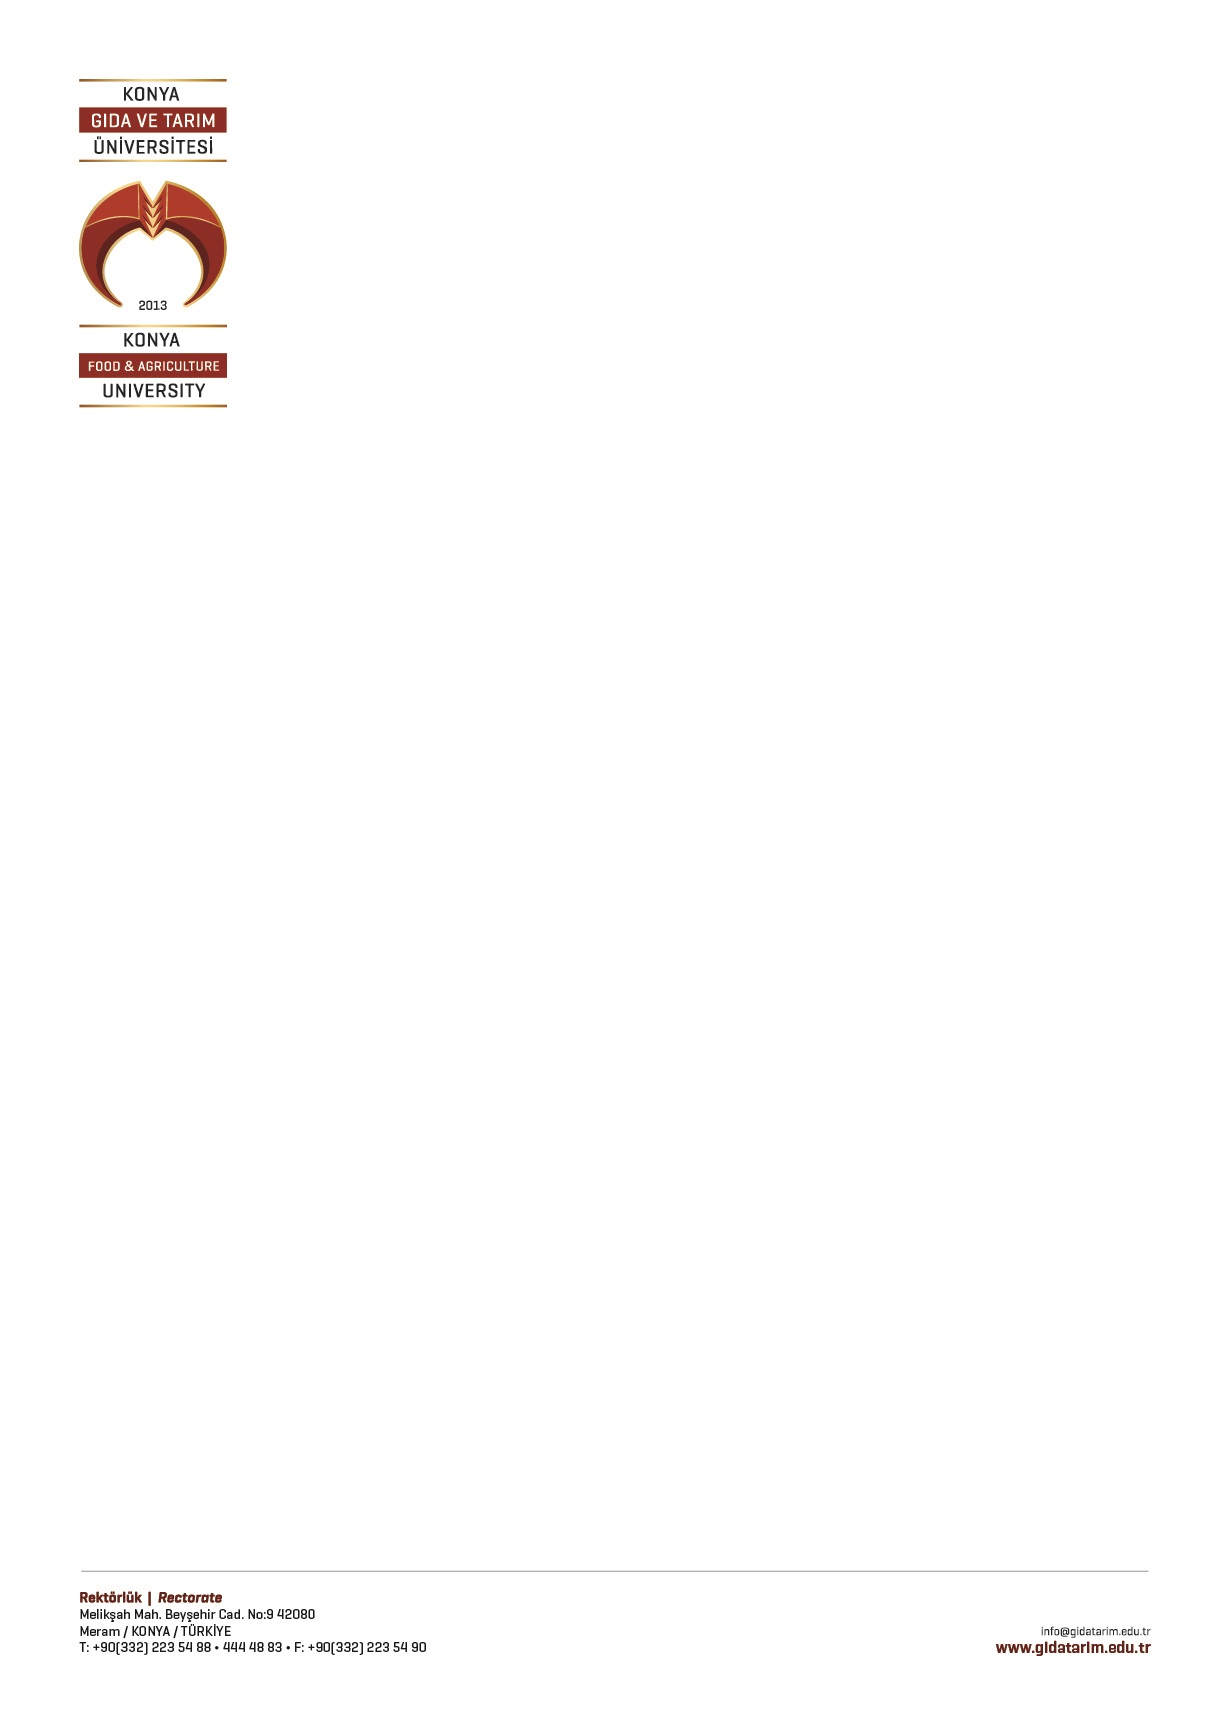 KONYA
GIDA VE TARIM
ÜNİVERSİTESİ
2013
KONYA
FOOD & AGRICULTURE
UNIVERSITY
Rektörlük | Rectorate
Melikşah Mah. Beyşehir Cad. No:9 42080
Meram / KONYA / TÜRKİYE
T: +90(332) 223 54 88 • 444 48 83 • F: +90(332) 223 54 90
info@gidatarim.edu.tr
www.gidatarim.edu.tr